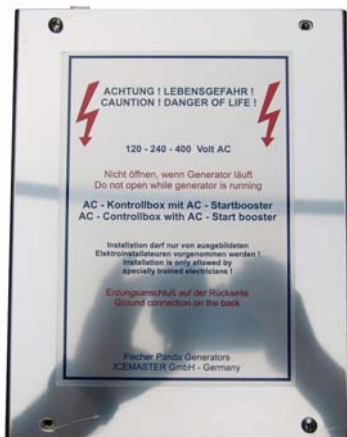 ACHTUNG ! LEBENSGEFAHR !
CAUNTION ! DANGER OF LIFE !
120 - 240 - 400 Volt AC
Nicht öffnen, wenn Generator läuft
Do not open while generator is running
AC - Kontrollbox mit AC - Startbooster
AC - Controllbox with AC - Start booster
Installation darf nur von ausgebildeten
Elektroinstallateuren vorgenommen werden !
Installation is only allowed by
specially trained electricians !
Erdungsanschluß auf der Rückseite
Ground connection on the back
Fischer Panda Generators
ICEMASTER GmbH - Germany